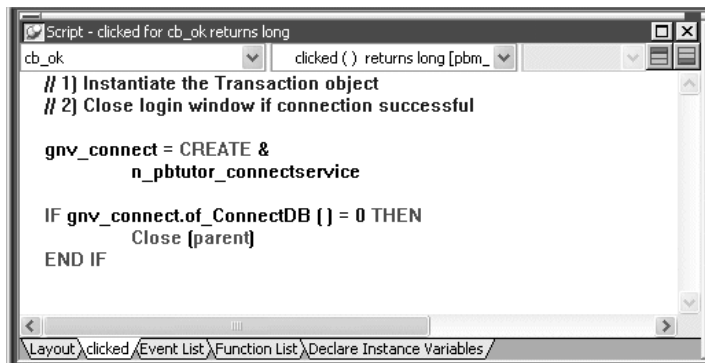 Script - clicked for cb_ok returns long
cb_ok clicked ( ) returns long [pbm_
// 1) Instantiate the Transaction object
// 2) Close login window if connection successful
gnv_connect = CREATE &
n_pbtutor_connectservice
IF gnv_connect.of_ConnectDB ( ) = 0 THEN
Close (parent)
END IF
Layout clicked Event List Function List Declare Instance Variables